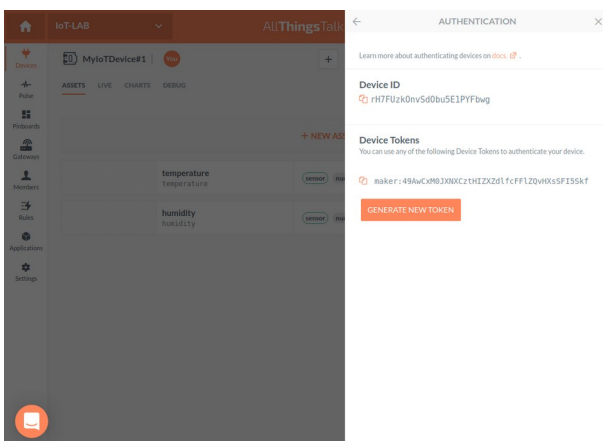 IoT-LAB
AllThingsTalk
AUTHENTICATION
Devices
Pulse
Pinboards
Gateways
Members
Rules
Applications
Settings
MyIoTDevice#1
You
ASSETS LIVE CHARTS DEBUG
+ NEW ASS
temperature
temperature
sensor
humidity
humidity
sensor
Learn more about authenticating devices on docs.
Device ID
rH7FUzkOnvSdObu5E1PYFbwg
Device Tokens
You can use any of the following Device Tokens to authenticate your device.
maker:49AwCxM0JXNXCztHIZXZdlfcFFlZQvHXsSFI5Skf
GENERATE NEW TOKEN